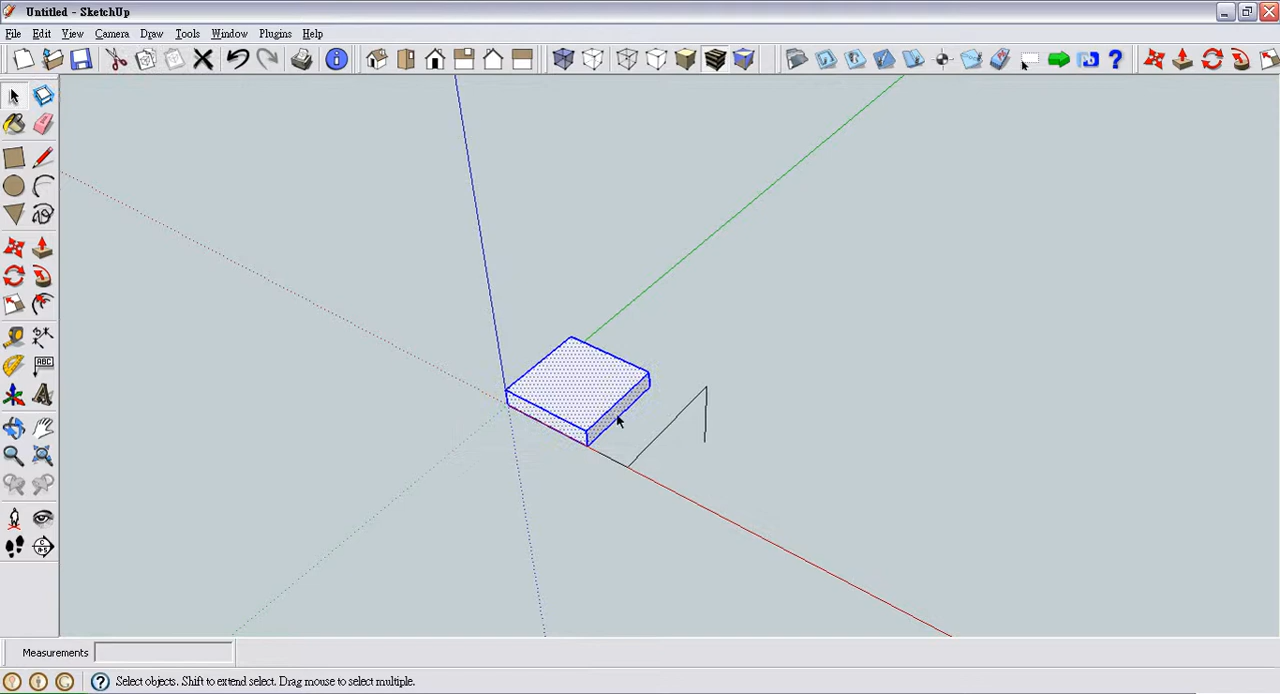 Untitled - SketchUp
File Edit View Camera Draw Tools Window Plugins Help
ABC
Measurements
Select objects. Shift to extend select. Drag mouse to select multiple.